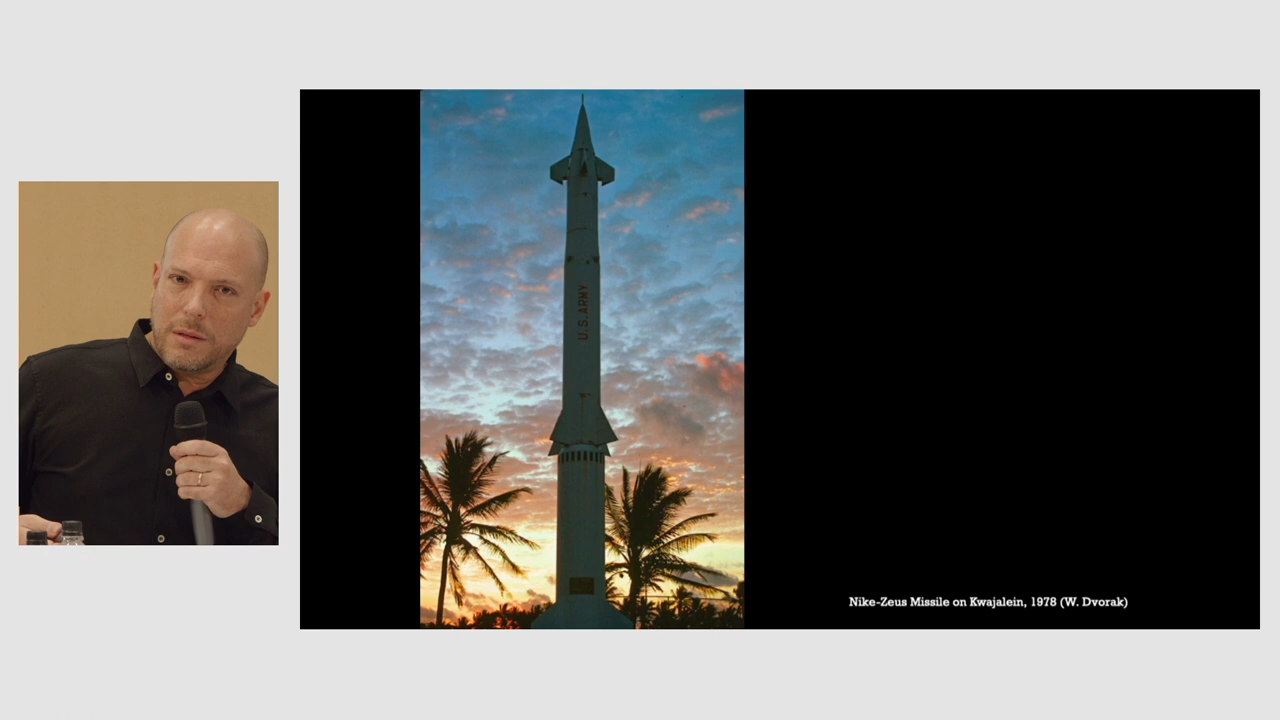 U.S. ARMY
Nike-Zeus Missile on Kwajalein, 1978 (W. Dvorak)